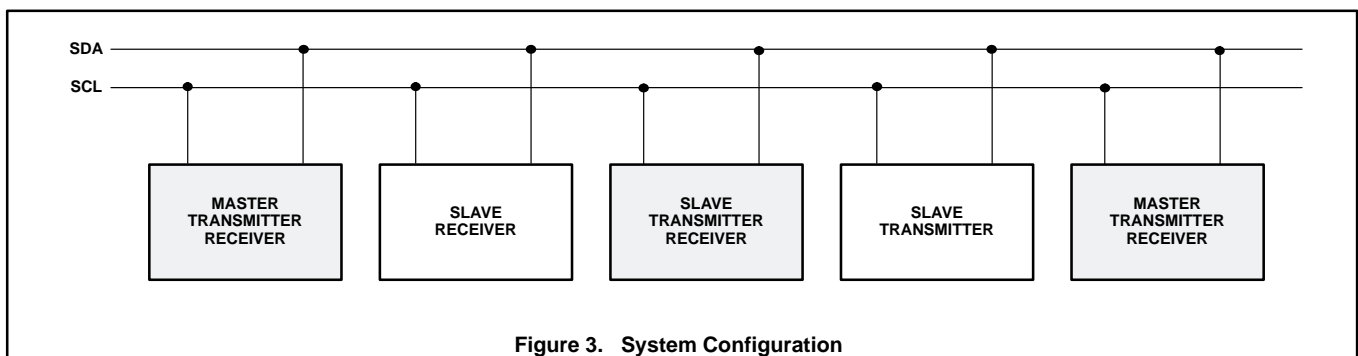 SDA
SCL
MASTER
TRANSMITTER
RECEIVER
SLAVE
RECEIVER
SLAVE
TRANSMITTER
RECEIVER
SLAVE
TRANSMITTER
MASTER
TRANSMITTER
RECEIVER
Figure 3. System Configuration